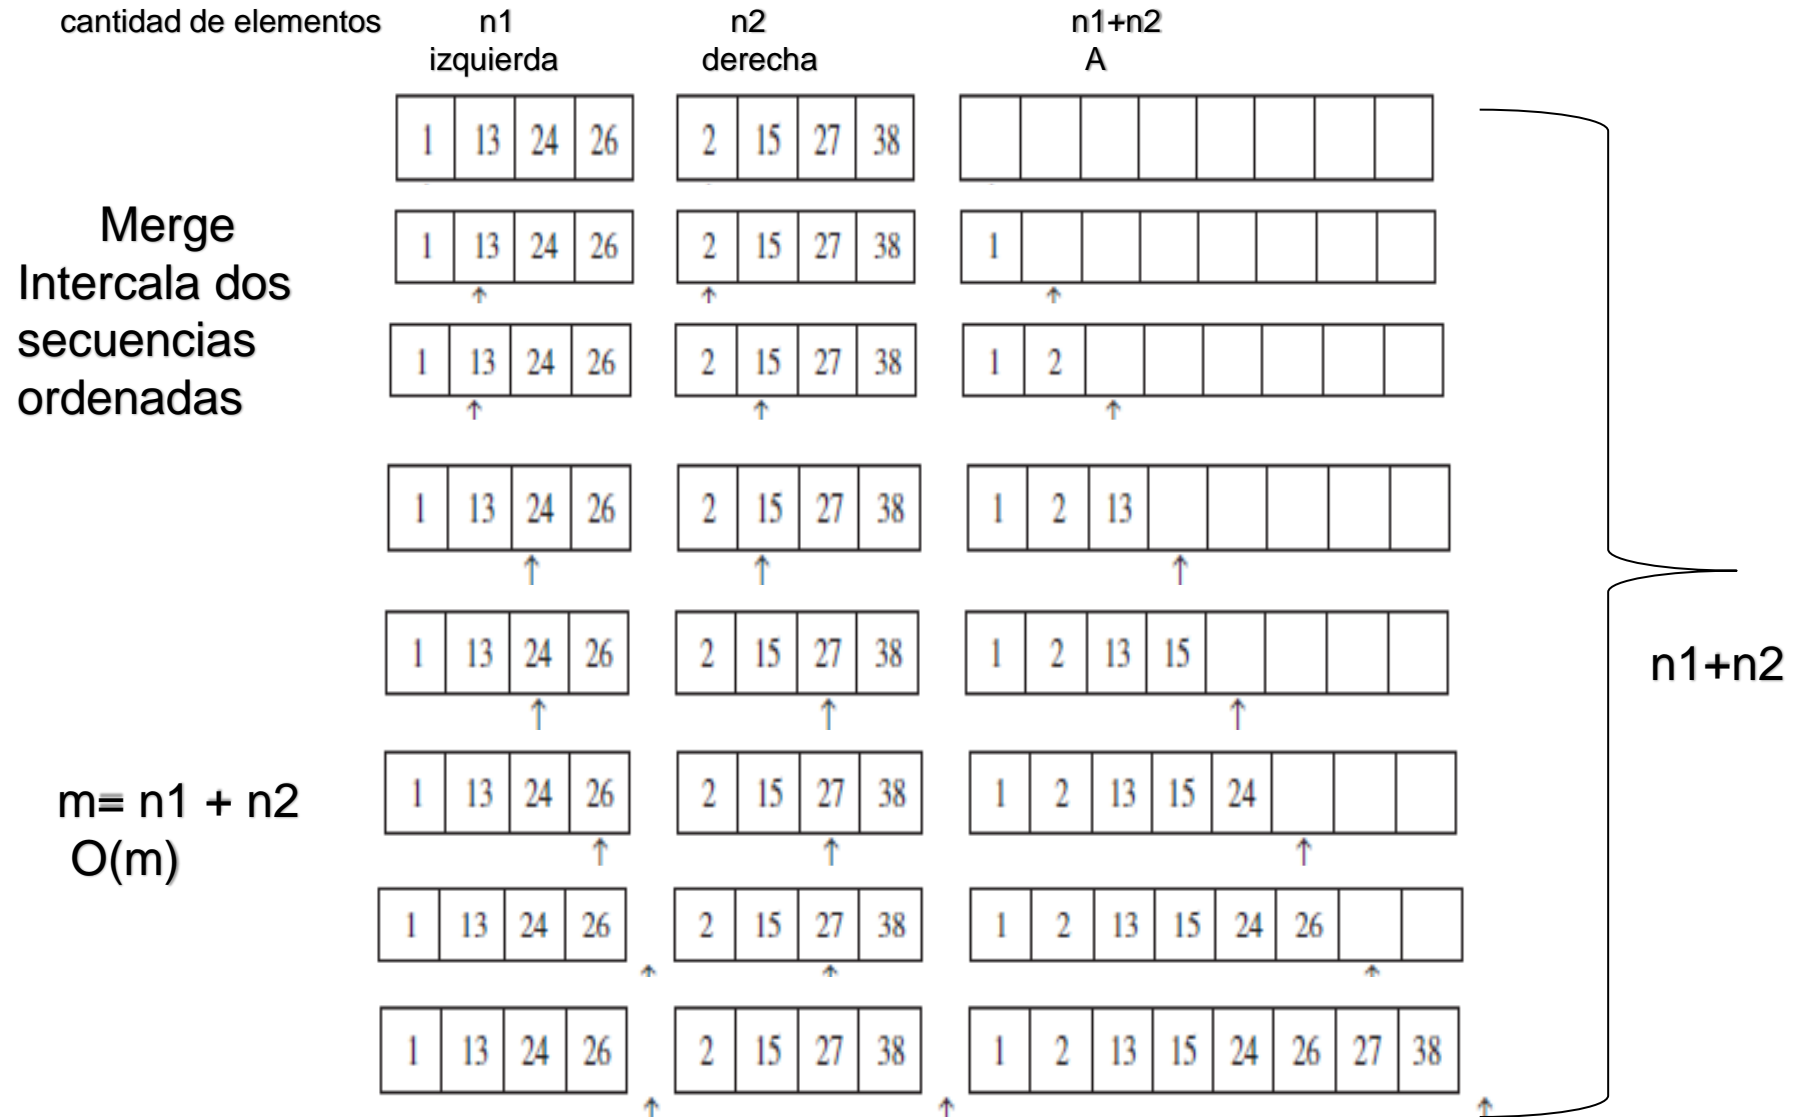 cantidad de elementos n1 n2 n1+n2
izquierda derecha A
1 13 24 26 2 15 27 38
Merge
Intercala dos
secuencias
ordenadas
1 13 24 26 2 15 27 38 1
1 13 24 26 2 15 27 38 1 2
1 13 24 26 2 15 27 38 1 2 13
1 13 24 26 2 15 27 38 1 2 13 15
n1+n2
m= n1 + n2
O(m)
1 13 24 26 2 15 27 38 1 2 13 15 24
1 13 24 26 2 15 27 38 1 2 13 15 24 26
1 13 24 26 2 15 27 38 1 2 13 15 24 26 27 38